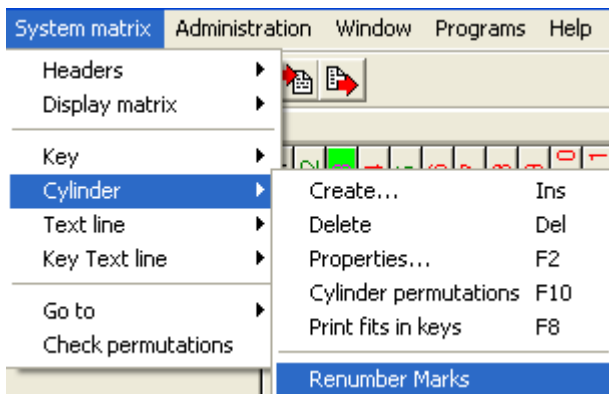 System matrix Administration Window Programs Help
Headers
Display matrix
Key
Cylinder
Text line
Key Text line
Go to
Check permutations
Create... Ins
Delete Del
Properties... F2
Cylinder permutations F10
Print fits in keys F8
Renumber Marks